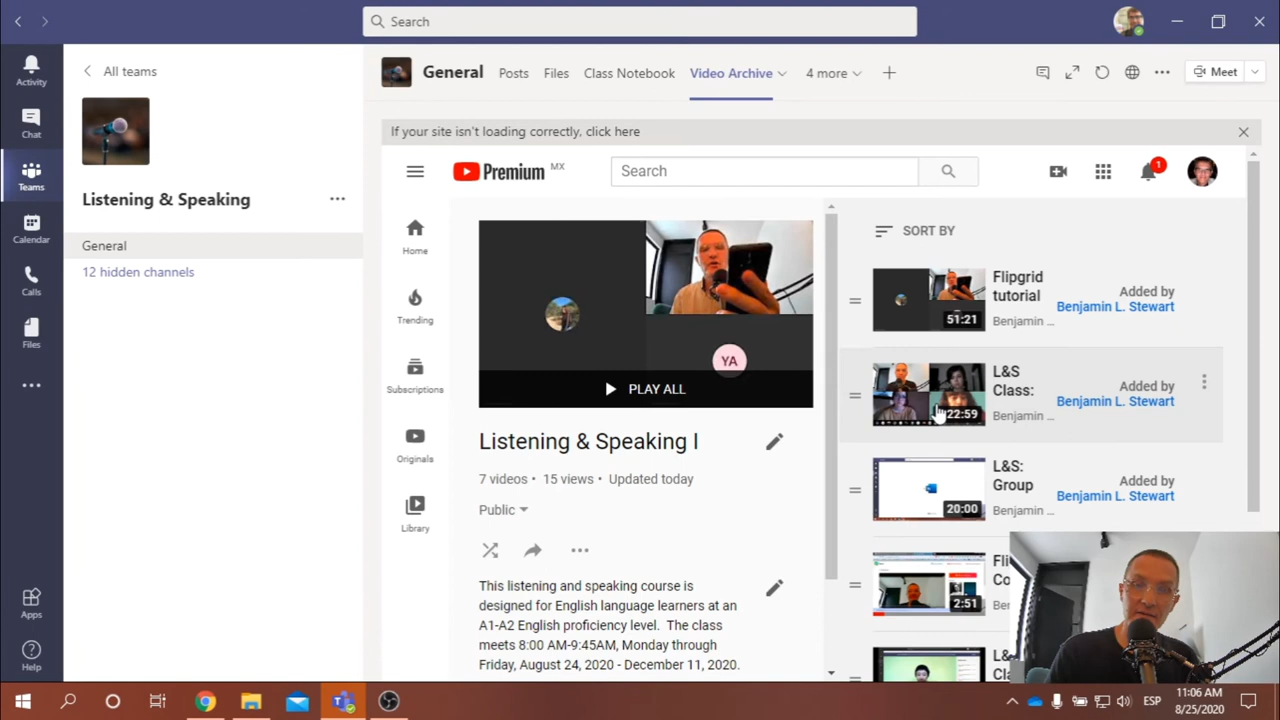 Search
Activity
Chat
Teams
Calendar
Calls
Files
Apps
Help
All teams
Listening & Speaking
General
12 hidden channels
General
Posts
Files
Class Notebook
Video Archive
4 more
Meet
If your site isn't loading correctly, click here
Premium MX
Search
1
Home
Trending
Subscriptions
Originals
Library
YA
PLAY ALL
Listening & Speaking I
7 videos • 15 views • Updated today
Public
This listening and speaking course is
designed for English language learners at an
A1-A2 English proficiency level. The class
meets 8:00 AM-9:45AM, Monday through
Friday, August 24, 2020 - December 11, 2020.
SORT BY
51:21
Flipgrid
tutorial
Benjamin ...
Added by
Benjamin L. Stewart
22:59
L&S
Class:
Benjamin ...
Added by
Benjamin L. Stewart
20:00
L&S:
Group
Benjamin ...
Added by
Benjamin L. Stewart
2:51
ESP
11:06 AM
8/25/2020